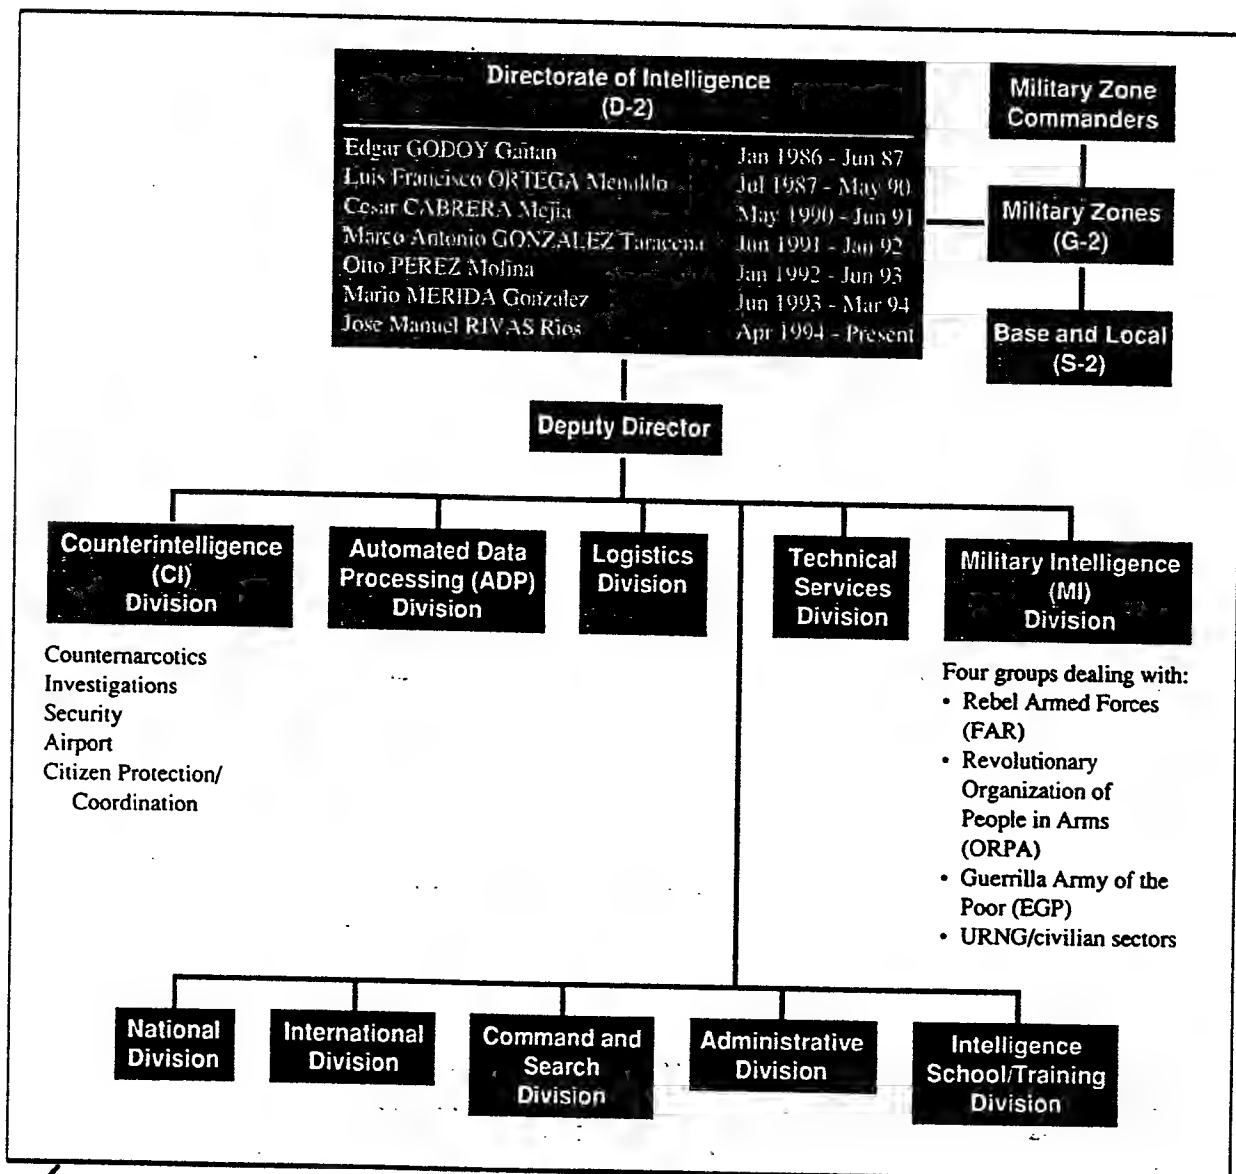 Directorate of Intelligence
(D-2)
Edgar GODOY Gaitan Jan 1986 - Jun 87
Luis Francisco ORTEGA Menaldo Jul 1987 - May 90
Cesar CABRERA Mejia May 1990 - Jun 91
Marco Antonio GONZALEZ Taracena Jun 1991 - Jan 92
Otto PEREZ Molina Jan 1992 - Jun 93
Mario MERIDA Gonzalez Jun 1993 - Mar 94
Jose Manuel RIVAS Rios Apr 1994 - Present
Military Zone
Commanders
Military Zones
(G-2)
Base and Local
(S-2)
Deputy Director
Counterintelligence
(CI)
Division
Counternarcotics
Investigations
Security
Airport
Citizen Protection/
Coordination
Automated Data
Processing (ADP)
Division
Logistics
Division
Technical
Services
Division
Military Intelligence
(MI)
Division
Four groups dealing with:
• Rebel Armed Forces
(FAR)
• Revolutionary
Organization of
People in Arms
(ORPA)
• Guerrilla Army of the
Poor (EGP)
• URNG/civilian sectors
National
Division
International
Division
Command and
Search
Division
Administrative
Division
Intelligence
School/Training
Division